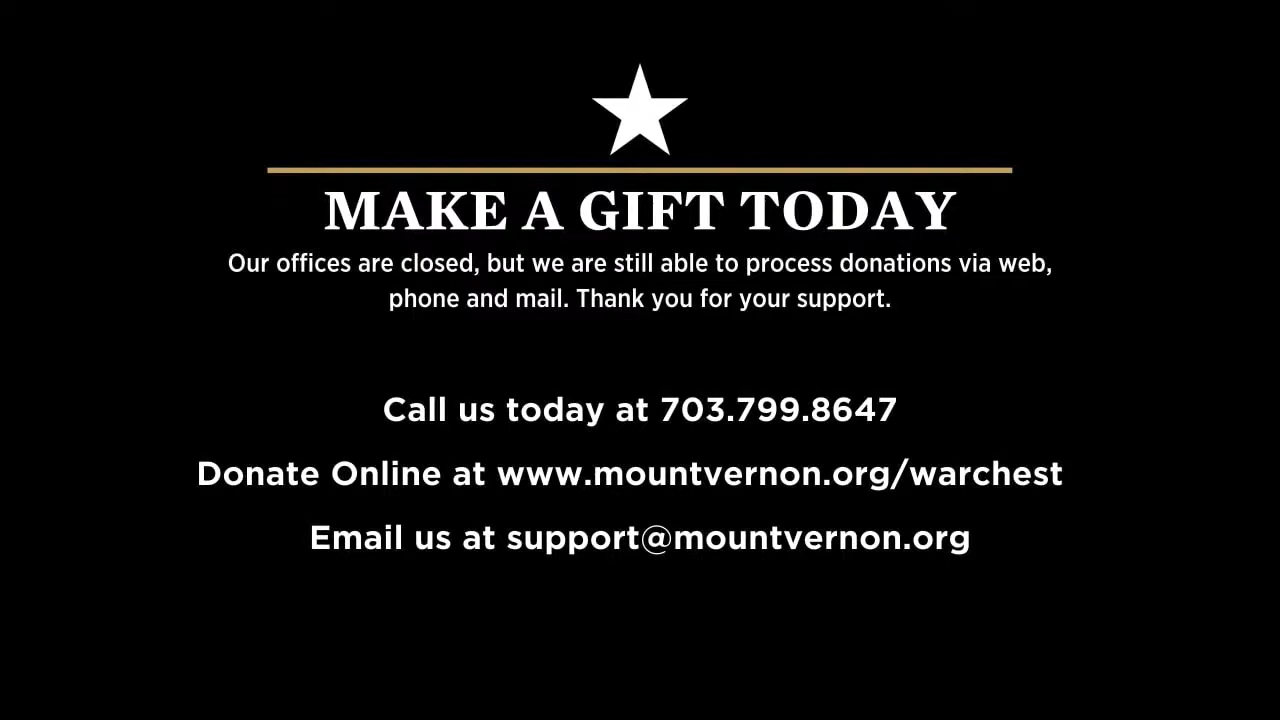 MAKE A GIFT TODAY
Our offices are closed, but we are still able to process donations via web,
phone and mail. Thank you for your support.
Call us today at 703.799.8647
Donate Online at www.mountvernon.org/warchest
Email us at support@mountvernon.org